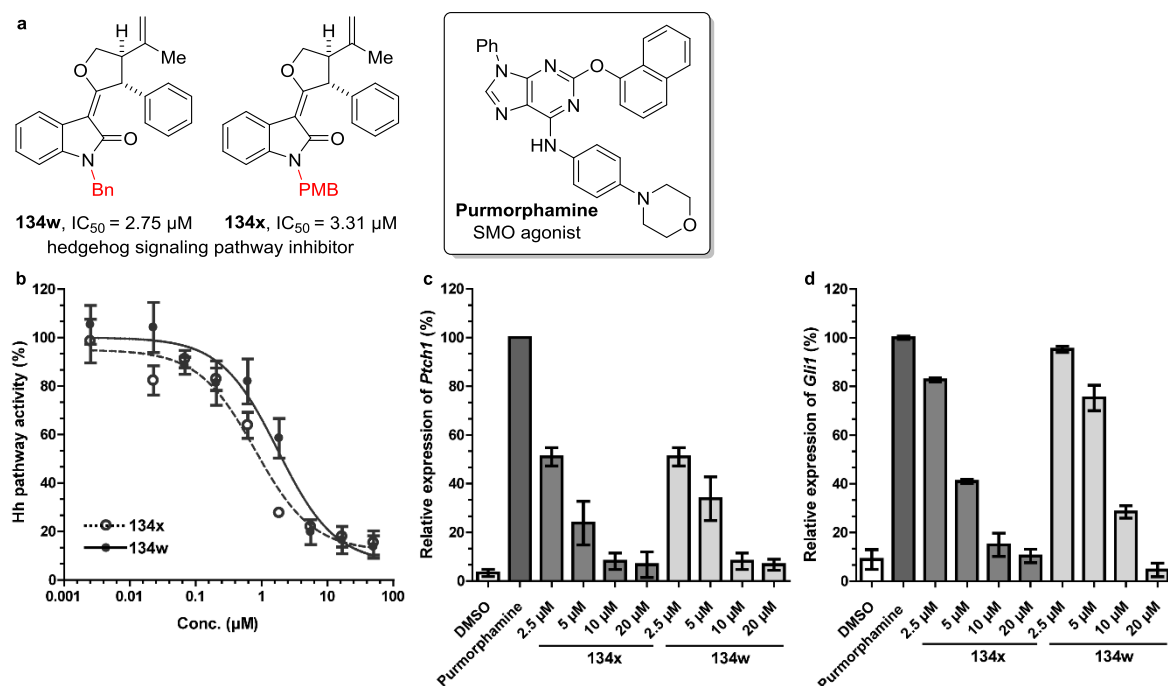 a
H
Me
O
O
N
Bn
134w, IC50 = 2.75 µM
H
Me
O
O
N
PMB
134x, IC50 = 3.31 µM
hedgehog signaling pathway inhibitor
Ph
N
N
O
N
N
HN
N
O
Purmorphamine
SMO agonist
b
Hh pathway activity (%)
120
100
80
60
40
20
0
134x
134w
0.001
0.01
0.1
1
10
100
Conc. (µM)
c
Relative expression of Ptch1 (%)
120
100
80
60
40
20
0
DMSO
Purmorphamine
2.5 µM
5 µM
10 µM
20 µM
2.5 µM
5 µM
10 µM
20 µM
134x
134w
d
Relative expression of Gli1 (%)
120
100
80
60
40
20
0
DMSO
Purmorphamine
2.5 µM
5 µM
10 µM
20 µM
2.5 µM
5 µM
10 µM
20 µM
134x
134w